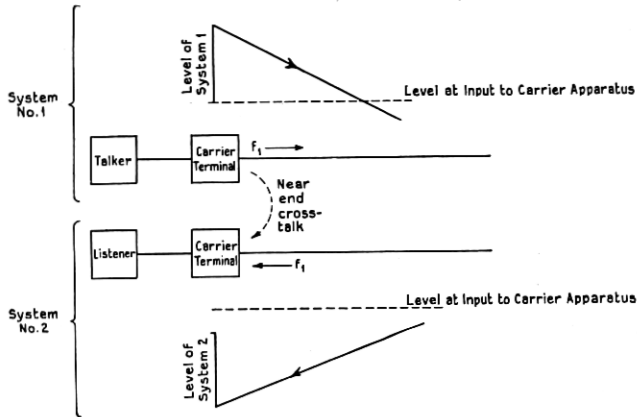 Level of
System 1
Level at Input to Carrier Apparatus
System
No.1
Talker
Carrier
Terminal
F₁
Near
end
cross-
talk
Listener
Carrier
Terminal
F₁
Level at Input to Carrier Apparatus
System
No.2
Level of
System 2